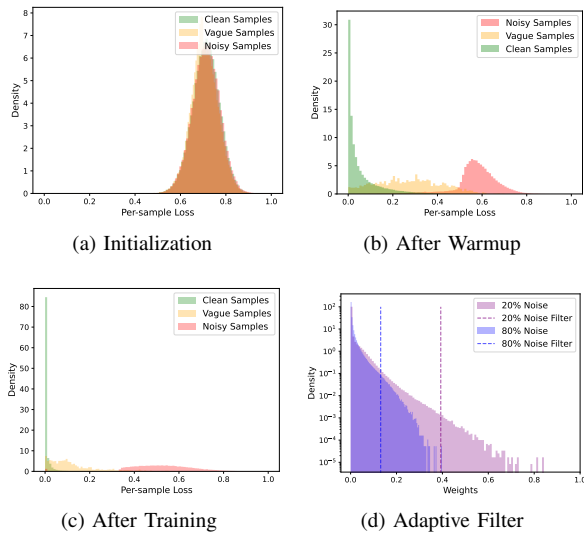 8
7
6
5
4
3
2
1
0
Density
Clean Samples
Vague Samples
Noisy Samples
0.0 0.2 0.4 0.6 0.8 1.0
Per-sample Loss
(a) Initialization
30
25
20
15
10
5
0
Density
Noisy Samples
Vague Samples
Clean Samples
0.0 0.2 0.4 0.6 0.8 1.0
Per-sample Loss
(b) After Warmup
80
70
60
50
40
30
20
10
0
Density
Clean Samples
Vague Samples
Noisy Samples
0.0 0.2 0.4 0.6 0.8 1.0
Per-sample Loss
(c) After Training
10²
10¹
10⁰
10⁻¹
10⁻²
10⁻³
10⁻⁴
10⁻⁵
Density
20% Noise
20% Noise Filter
80% Noise
80% Noise Filter
0.0 0.2 0.4 0.6 0.8 1.0
Weights
(d) Adaptive Filter